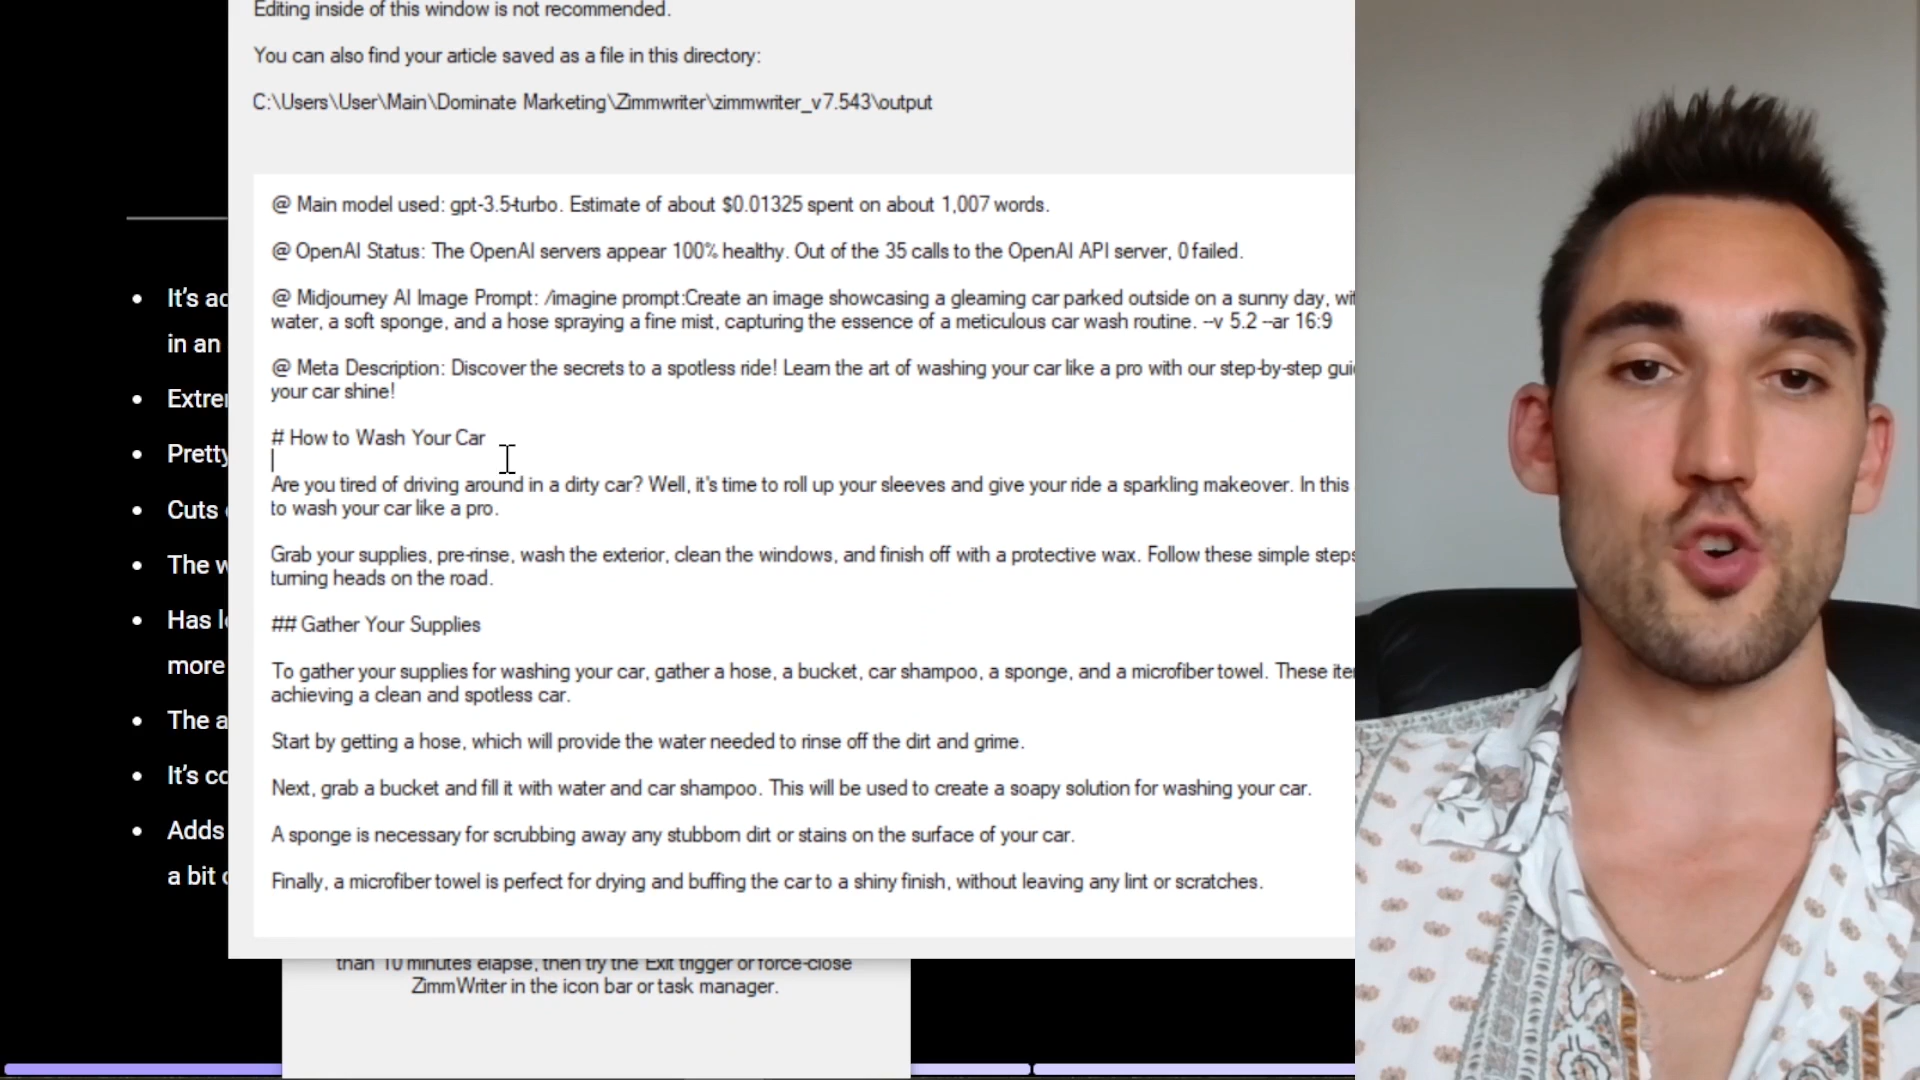 Editing inside of this window is not recommended.
You can also find your article saved as a file in this directory:
C:\Users\User\Main\Dominate Marketing\Zimmwriter\zimmwriter_v7.543\output
@ Main model used: gpt-3.5-turbo. Estimate of about $0.01325 spent on about 1,007 words.
@ OpenAI Status: The OpenAI servers appear 100% healthy. Out of the 35 calls to the OpenAI API server, 0 failed.
@ Midjourney AI Image Prompt: /imagine prompt:Create an image showcasing a gleaming car parked outside on a sunny day,
water, a soft sponge, and a hose spraying a fine mist, capturing the essence of a meticulous car wash routine. --v 5.2 --ar 16:9
@ Meta Description: Discover the secrets to a spotless ride! Learn the art of washing your car like a pro with our step-by-step
your car shine!
# How to Wash Your Car
Are you tired of driving around in a dirty car? Well, it's time to roll up your sleeves and give your ride a sparkling makeover. In this
to wash your car like a pro.
Grab your supplies, pre-rinse, wash the exterior, clean the windows, and finish off with a protective wax. Follow these simple steps
turning heads on the road.
## Gather Your Supplies
To gather your supplies for washing your car, gather a hose, a bucket, car shampoo, a sponge, and a microfiber towel. These
achieving a clean and spotless car.
Start by getting a hose, which will provide the water needed to rinse off the dirt and grime.
Next, grab a bucket and fill it with water and car shampoo. This will be used to create a soapy solution for washing your car.
A sponge is necessary for scrubbing away any stubborn dirt or stains on the surface of your car.
Finally, a microfiber towel is perfect for drying and buffing the car to a shiny finish, without leaving any lint or scratches.
than 10 minutes elapse, then try the Exit trigger or force-close
ZimmWriter in the icon bar or task manager.
• It's
in an
•
• Pretty
• Cuts
• The
• Has
more
• The
• It's
• Adds
a bit